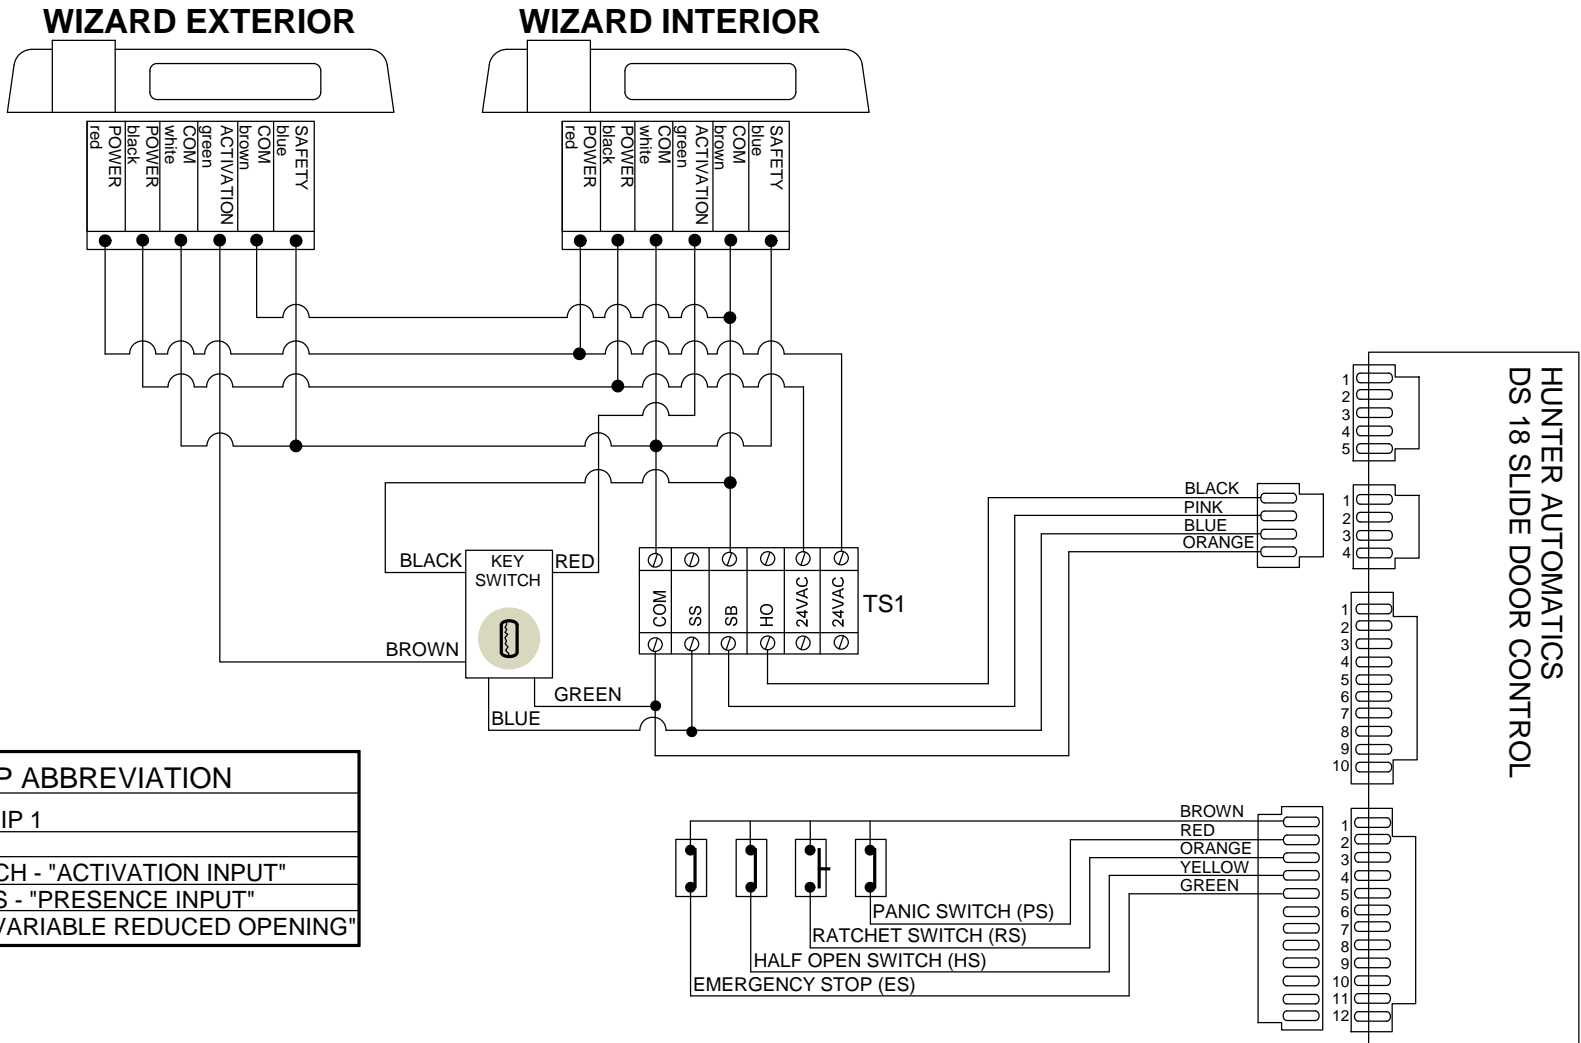 WIZARD EXTERIOR
WIZARD INTERIOR
red
POWER
black
POWER
white
COM
green
ACTIVATION
brown
COM
blue
SAFETY
red
POWER
black
POWER
white
COM
green
ACTIVATION
brown
COM
blue
SAFETY
HUNTER AUTOMATICS
DS 18 SLIDE DOOR CONTROL
1
2
3
4
5
BLACK
PINK
BLUE
ORANGE
1
2
3
4
BLACK
KEY
SWITCH
RED
BROWN
GREEN
BLUE
COM
SS
SB
HO
24VAC
24VAC
TS1
1
2
3
4
5
6
7
8
9
10
P ABBREVIATION
IP 1
CH - "ACTIVATION INPUT"
S - "PRESENCE INPUT"
VARIABLE REDUCED OPENING"
BROWN
RED
ORANGE
YELLOW
GREEN
PANIC SWITCH (PS)
RATCHET SWITCH (RS)
HALF OPEN SWITCH (HS)
EMERGENCY STOP (ES)
1
2
3
4
5
6
7
8
9
10
11
12